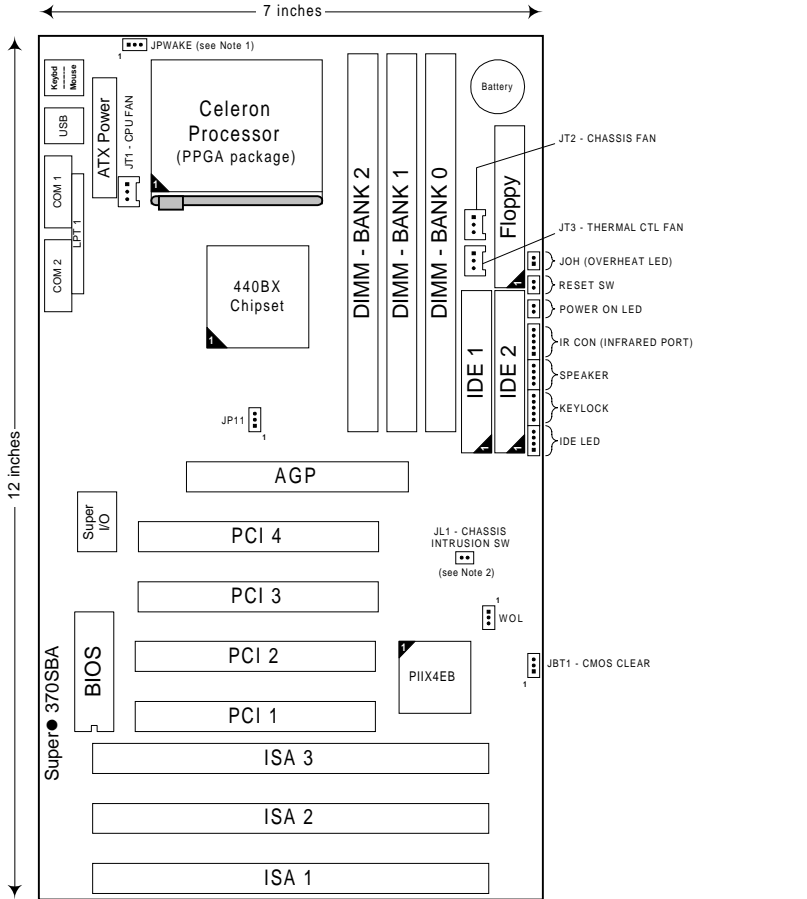 7 inches
12 inches
JPWAKE (see Note 1)
1
Keybd
Mouse
USB
ATX Power
JT1 - CPU FAN
COM 1
COM 2
LPT 1
Celeron
Processor
(PPGA package)
1
440BX
Chipset
1
DIMM - BANK 2
DIMM - BANK 1
DIMM - BANK 0
Battery
Floppy
1
JT2 - CHASSIS FAN
JT3 - THERMAL CTL FAN
JOH (OVERHEAT LED)
RESET SW
POWER ON LED
IR CON (INFRARED PORT)
SPEAKER
KEYLOCK
IDE LED
IDE 1
1
IDE 2
1
JP11
1
AGP
Super
I/O
PCI 4
JL1 - CHASSIS
INTRUSION SW
(see Note 2)
PCI 3
1
WOL
BIOS
PCI 2
1
PIIX4EB
JBT1 - CMOS CLEAR
1
PCI 1
Super● 370SBA
ISA 3
ISA 2
ISA 1